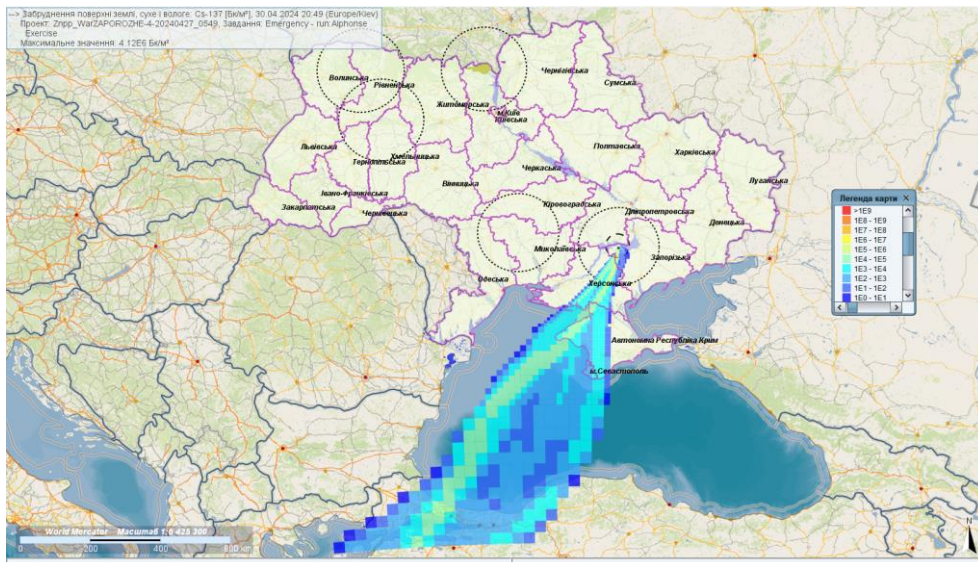 --> Забруднення поверхні землі, сухе і вологе: Cs-137 [Бк/м²], 30.04.2024 20:49 (Europe/Kiev)
Проект: Znpp_WarZAPOROZHE-4-20240427_0549, Завдання: Emergency - run:Alphonse
Exercise
Максимальне значення: 4.12E6 Бк/м²
Волинська
Рівненська
Житомирська
Чернігівська
Сумська
м.Київ
Київська
Львівська
Тернопільська
Хмельницька
Полтавська
Харківська
Луганська
Черкаська
Вінницька
Івано-Франківська
Закарпатська
Чернівецька
Кіровоградська
Дніпропетровська
Донецька
Миколаївська
Запорізька
Одеська
Херсонська
Автономна Республіка Крим
м.Севастополь
Легенда карти
>1E9
1E8 - 1E9
1E7 - 1E8
1E6 - 1E7
1E5 - 1E6
1E4 - 1E5
1E3 - 1E4
1E2 - 1E3
1E1 - 1E2
1E0 - 1E1
World Mercator Масштаб 1:6 425 300
0 200 400 800 km
N